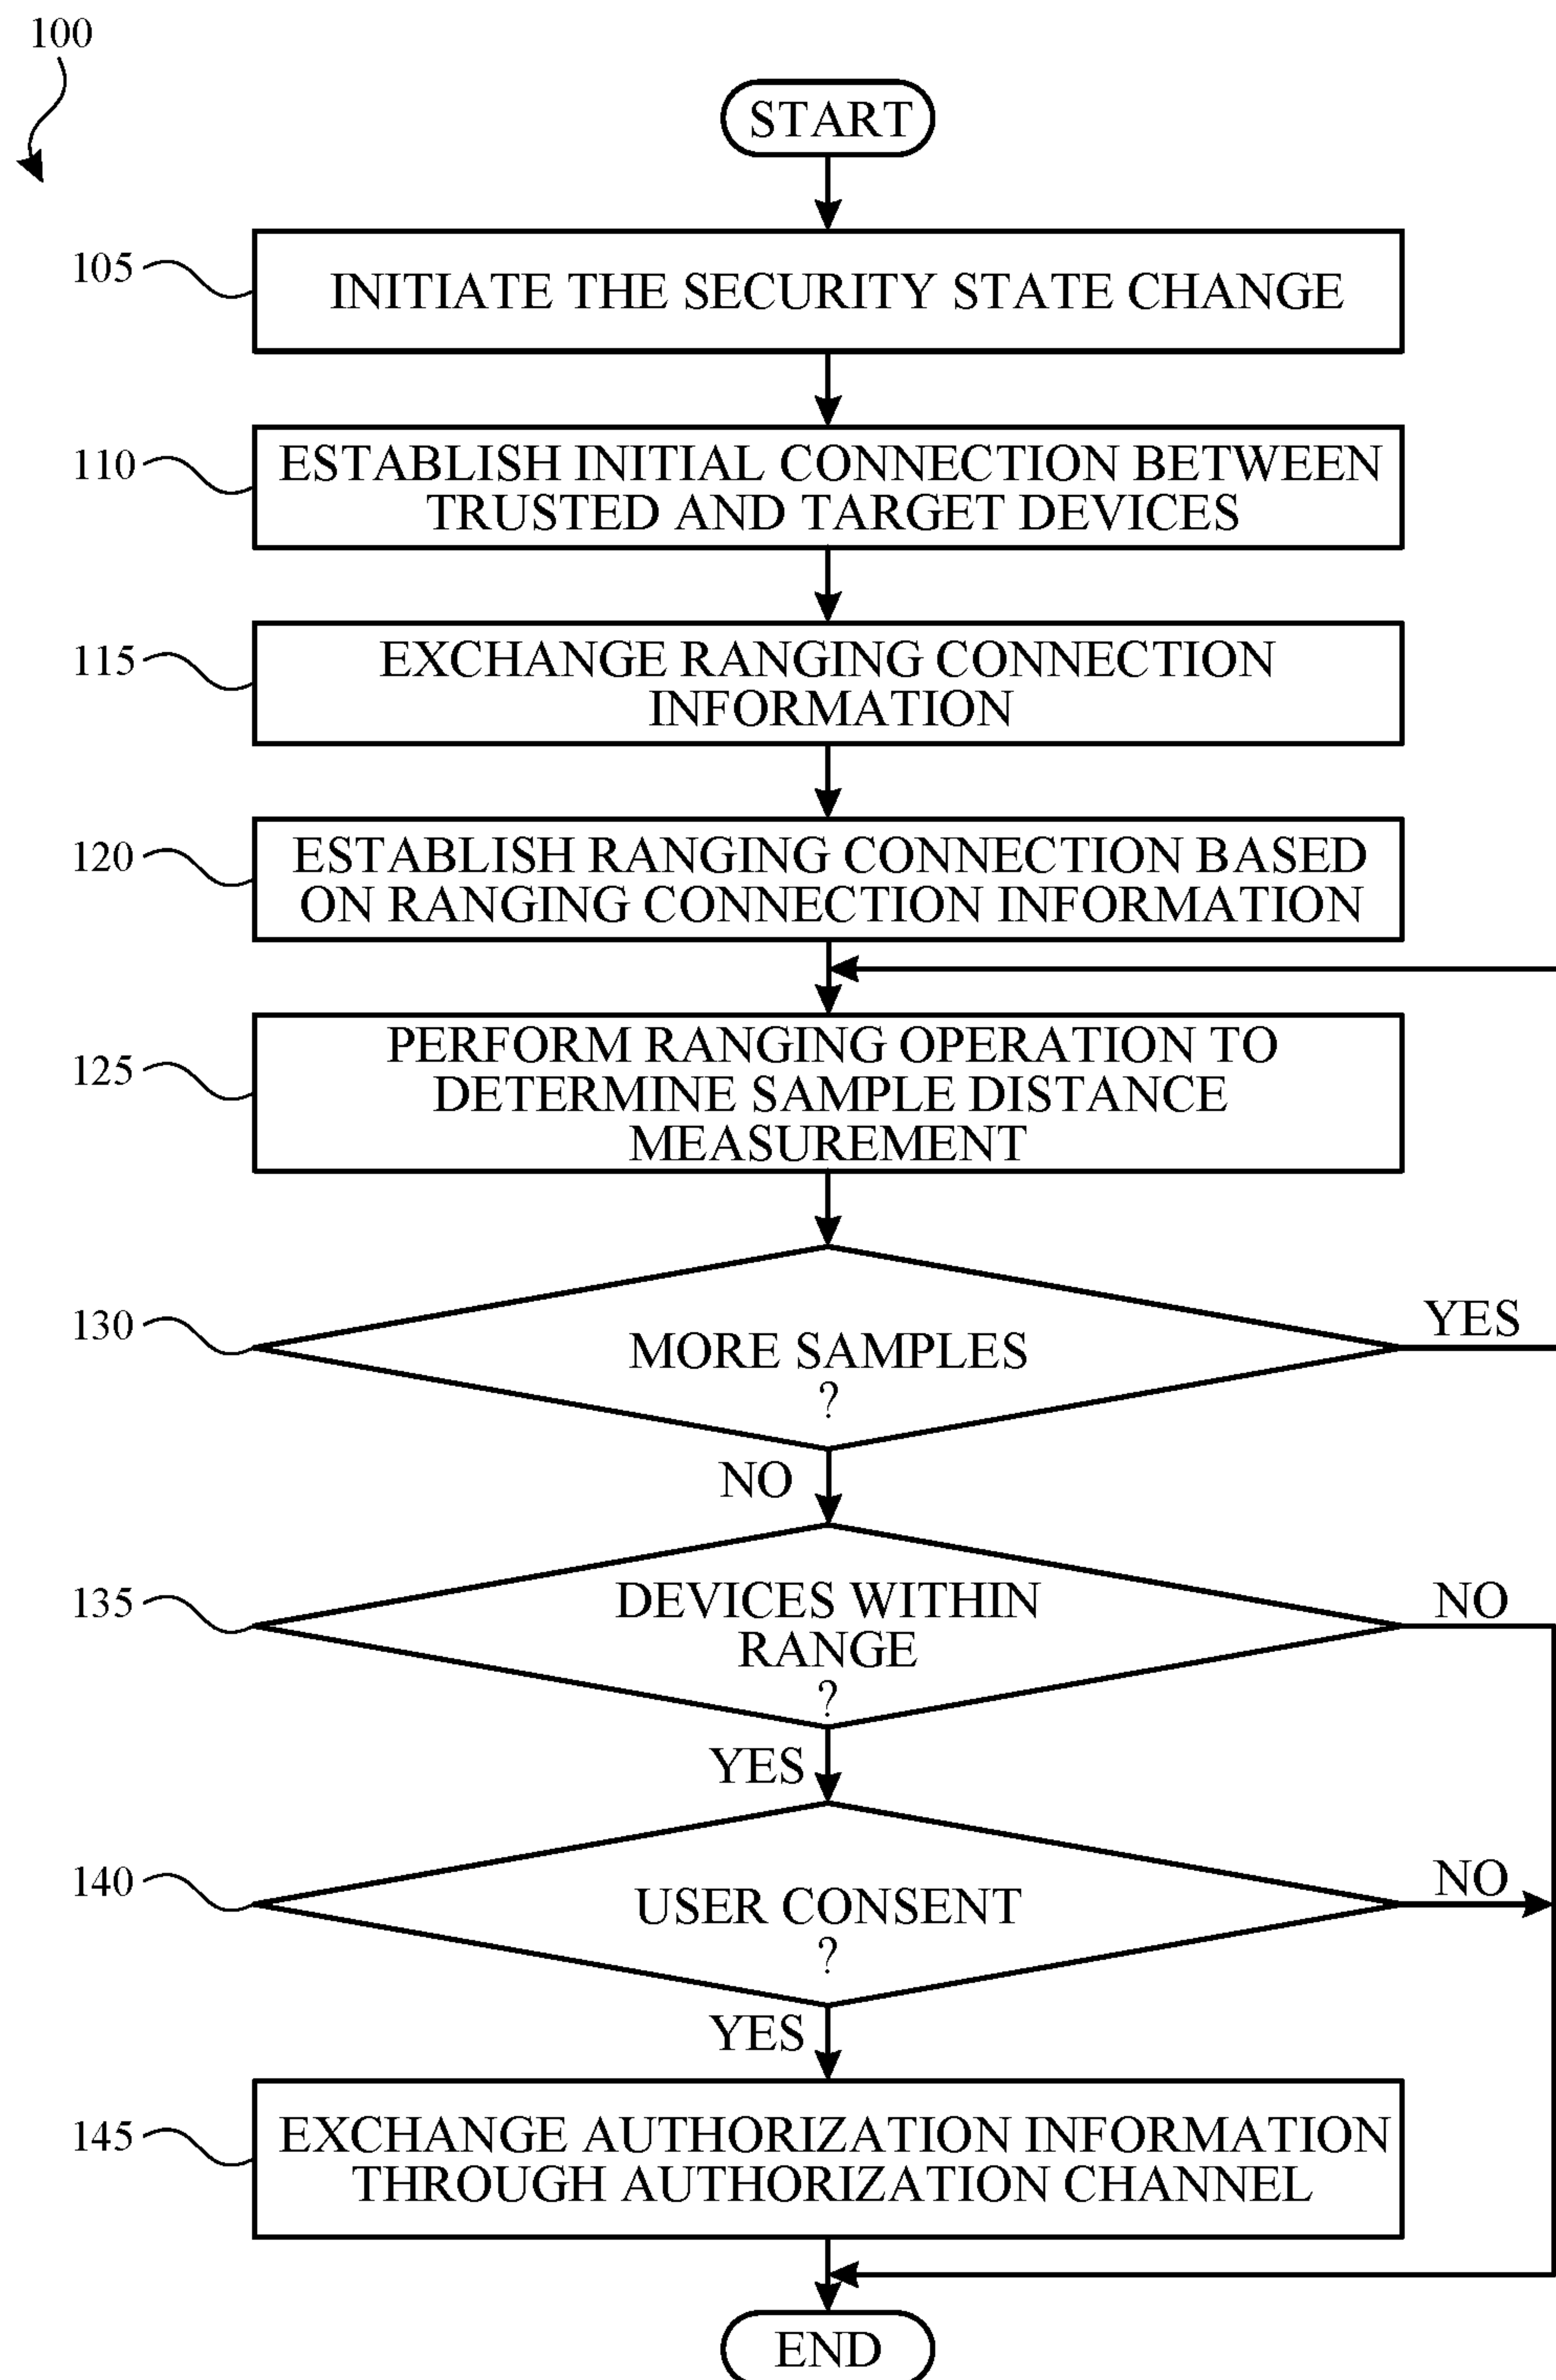 100
START
105
INITIATE THE SECURITY STATE CHANGE
110
ESTABLISH INITIAL CONNECTION BETWEEN
TRUSTED AND TARGET DEVICES
115
EXCHANGE RANGING CONNECTION
INFORMATION
120
ESTABLISH RANGING CONNECTION BASED
ON RANGING CONNECTION INFORMATION
125
PERFORM RANGING OPERATION TO
DETERMINE SAMPLE DISTANCE
MEASUREMENT
130
MORE SAMPLES
?
YES
NO
135
DEVICES WITHIN
RANGE
?
NO
YES
140
USER CONSENT
?
NO
YES
145
EXCHANGE AUTHORIZATION INFORMATION
THROUGH AUTHORIZATION CHANNEL
END